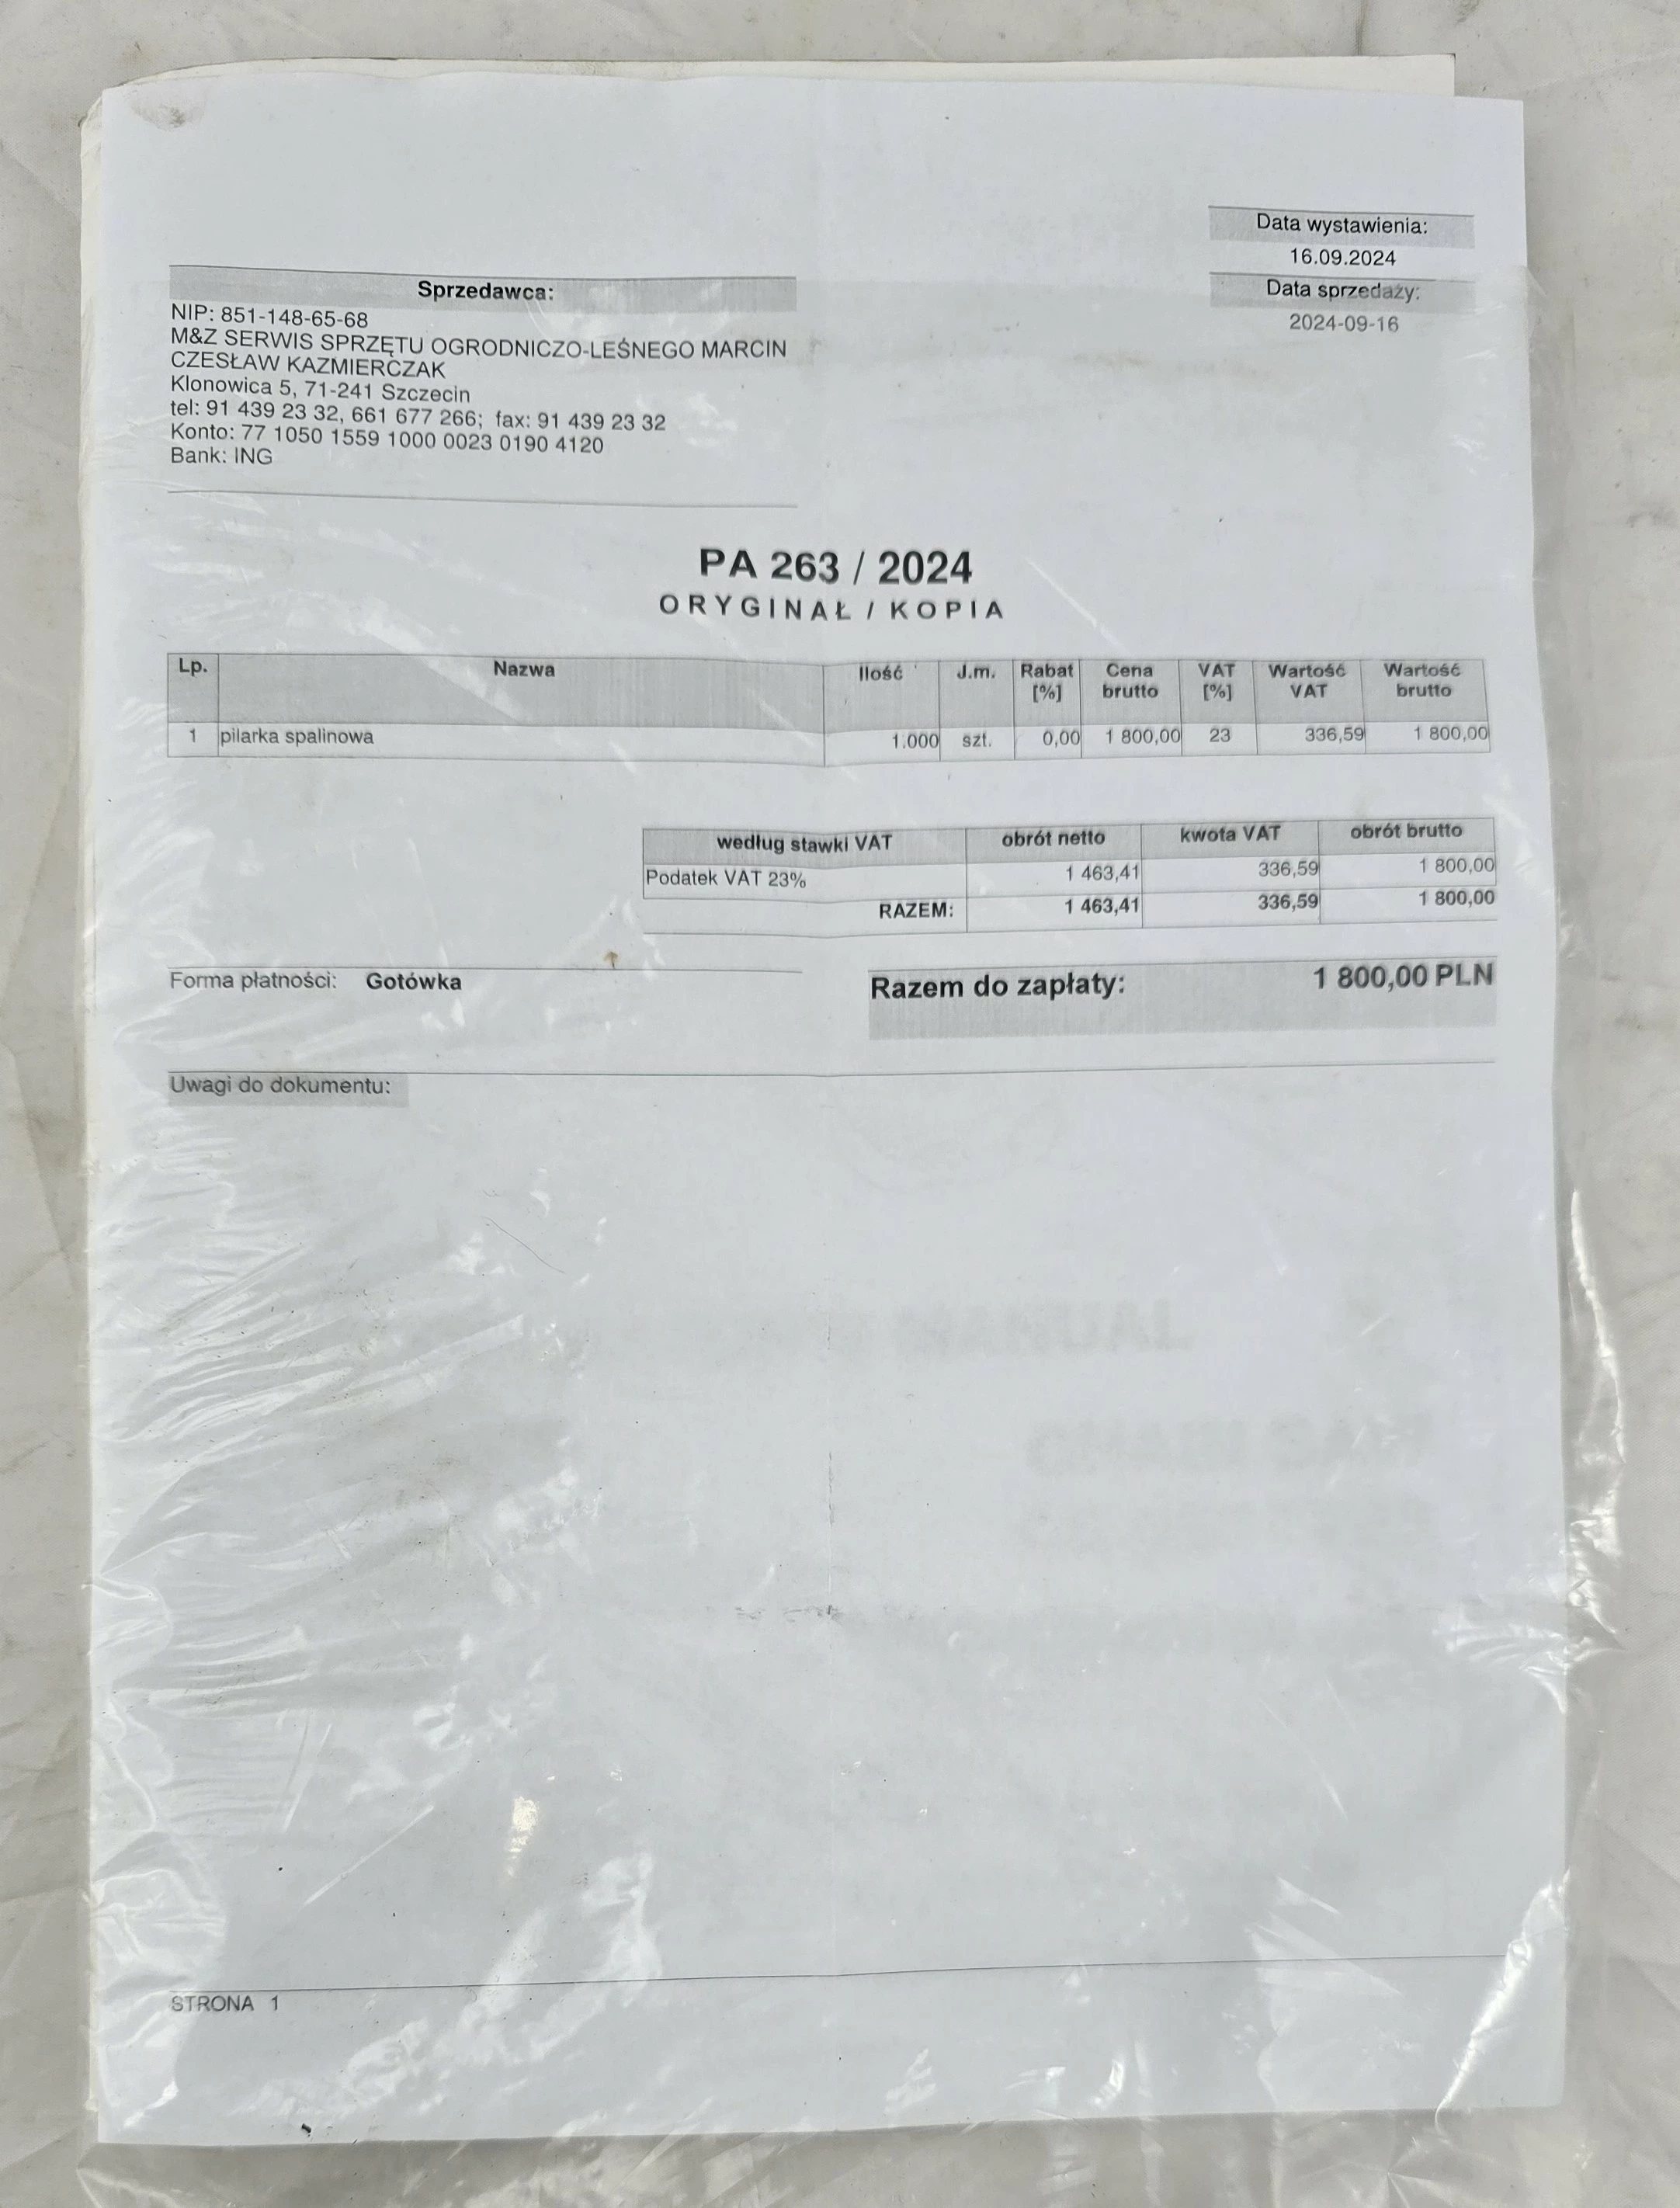 Data wystawienia:
16.09.2024
Data sprzedaży:
2024-09-16
Sprzedawca:
NIP: 851-148-65-68
M&Z SERWIS SPRZĘTU OGRODNICZO-LEŚNEGO MARCIN
CZESŁAW KAZMIERCZAK
Klonowica 5, 71-241 Szczecin
tel: 91 439 23 32, 661 677 266; fax: 91 439 23 32
Konto: 77 1050 1559 1000 0023 0190 4120
Bank: ING
PA 263 / 2024
ORYGINAŁ / KOPIA
Lp. Nazwa Ilość J.m. Rabat [%] Cena brutto VAT [%] Wartość VAT Wartość brutto
1 pilarka spalinowa 1.000 szt. 0,00 1 800,00 23 336,59 1 800,00
według stawki VAT obrót netto kwota VAT obrót brutto
Podatek VAT 23% 1 463,41 336,59 1 800,00
RAZEM: 1 463,41 336,59 1 800,00
Forma płatności: Gotówka
Razem do zapłaty: 1 800,00 PLN
Uwagi do dokumentu:
STRONA 1